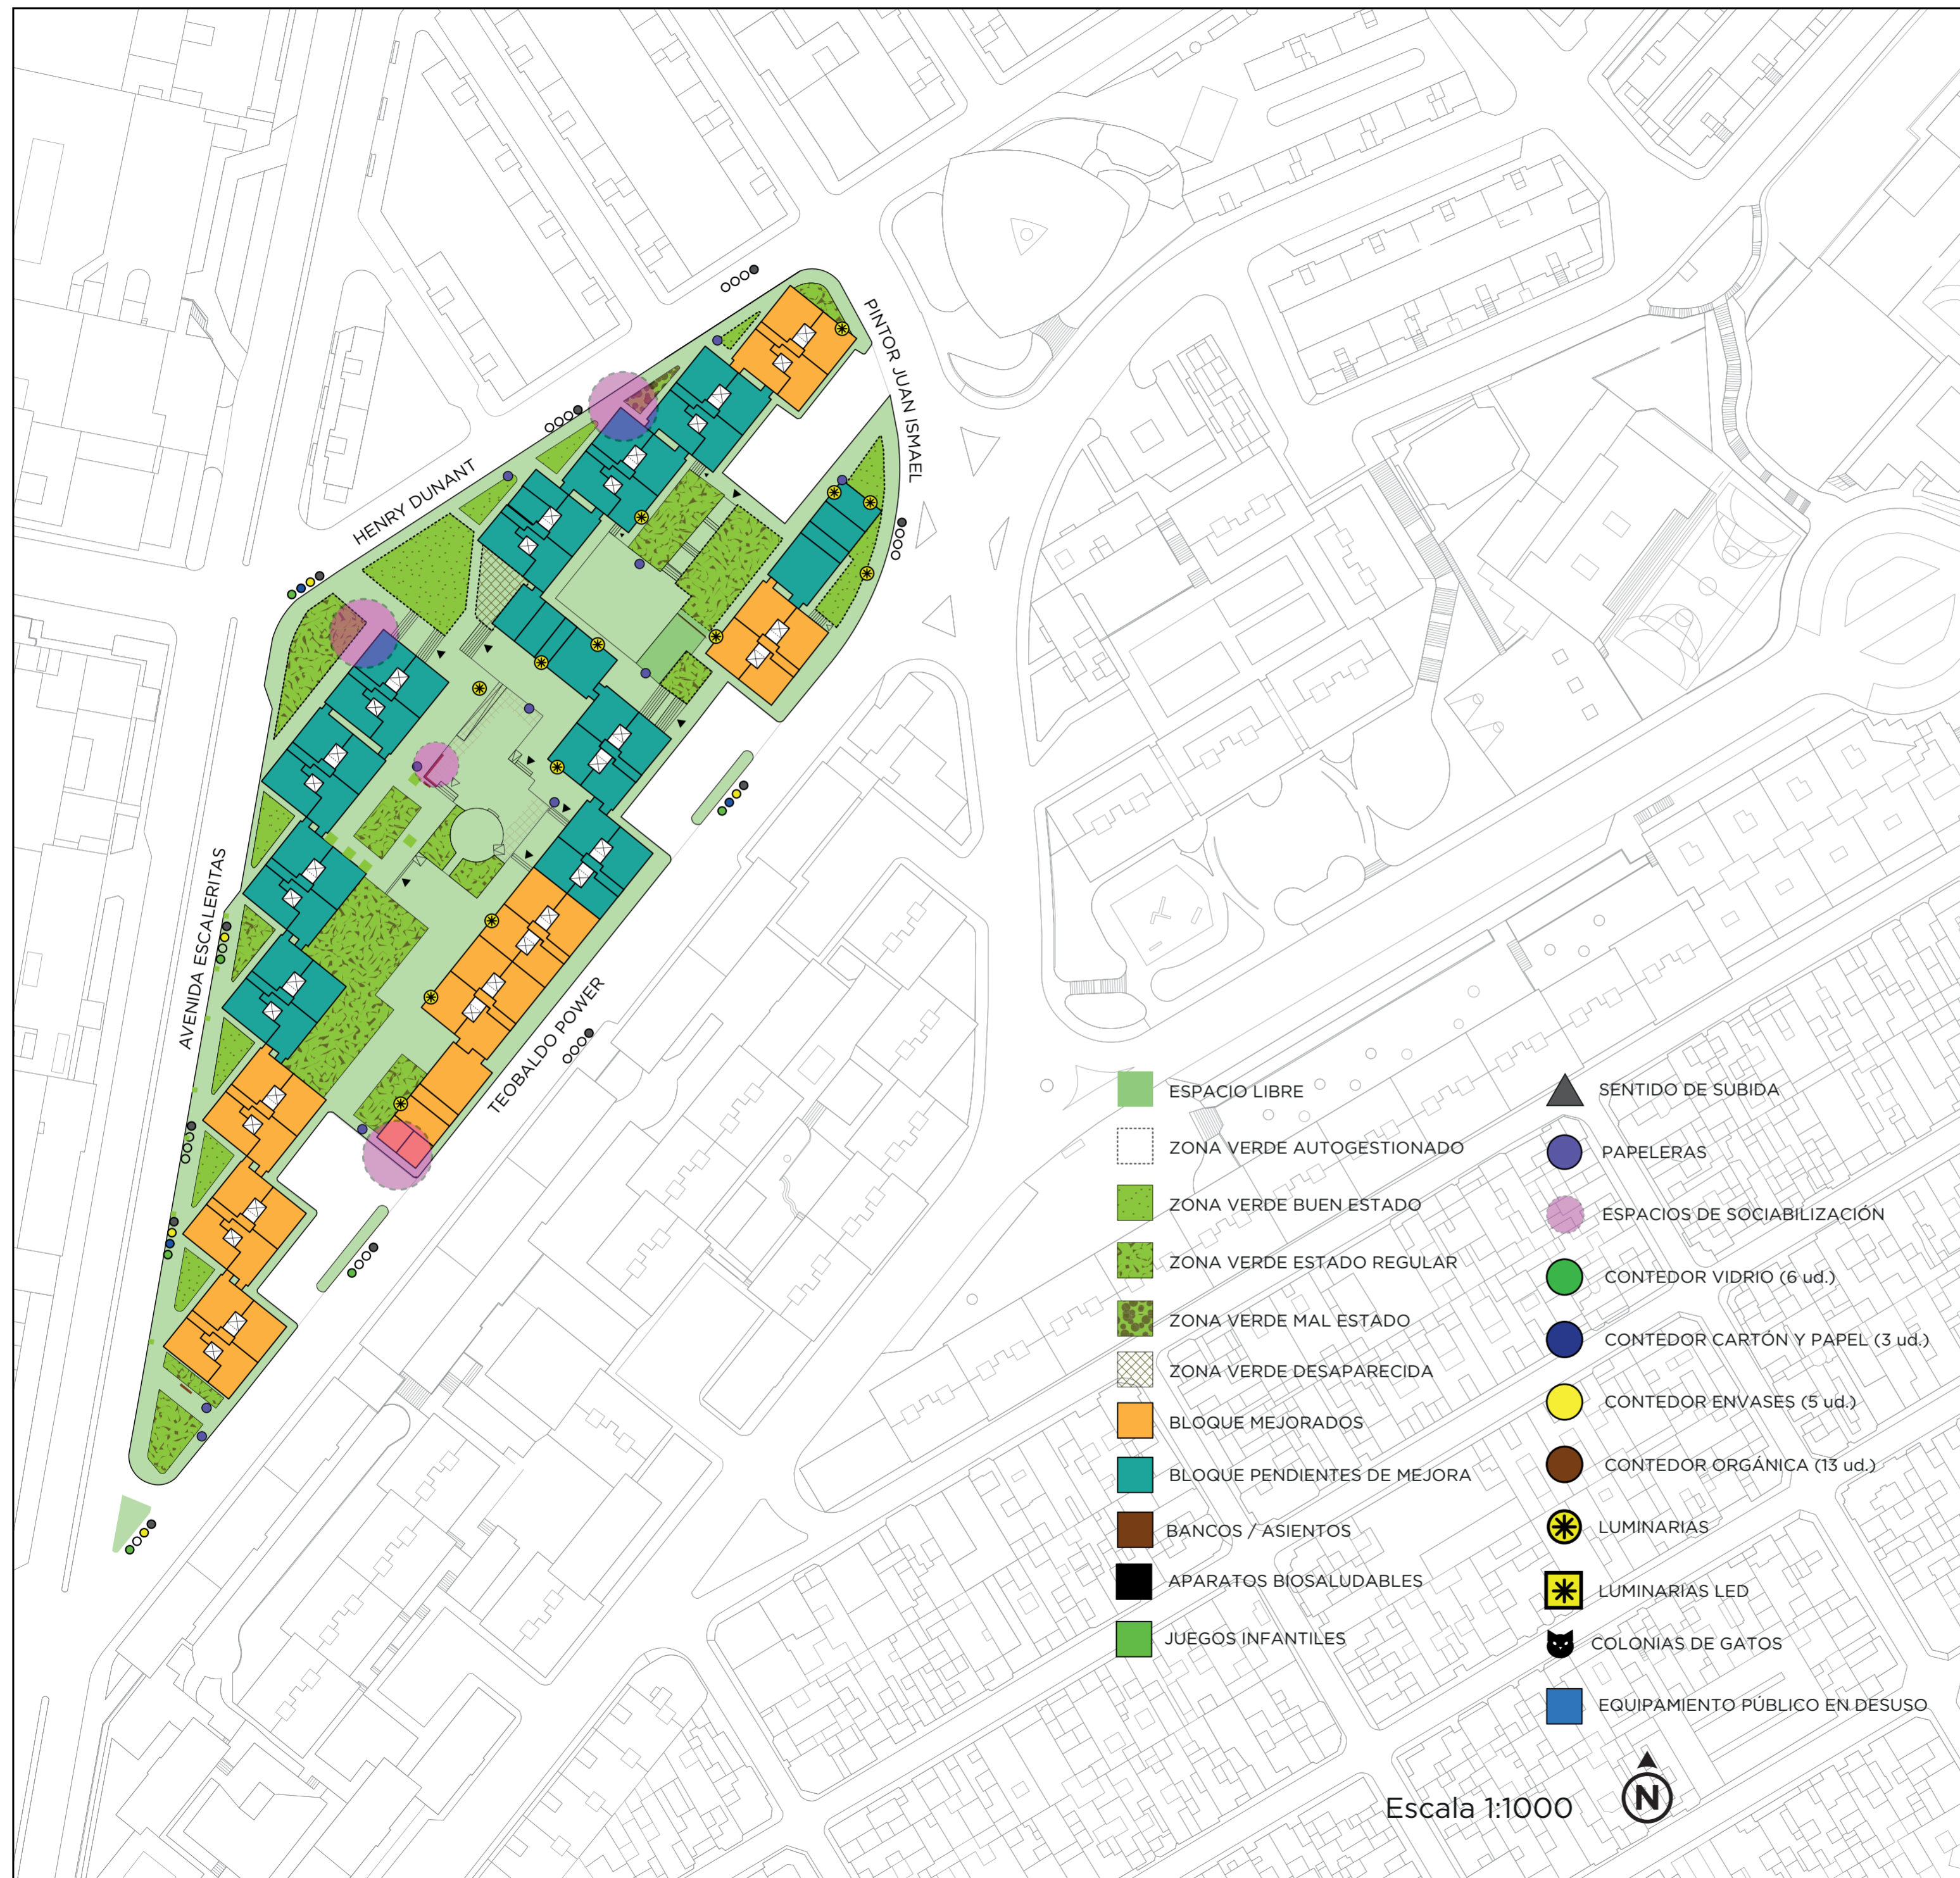 PINTOR JUAN ISMAEL
HENRY DUNANT
AVENIDA ESCALERITAS
TEOBALDO POWER
ESPACIO LIBRE
ZONA VERDE AUTOGESTIONADO
ZONA VERDE BUEN ESTADO
ZONA VERDE ESTADO REGULAR
ZONA VERDE MAL ESTADO
ZONA VERDE DESAPARECIDA
BLOQUE MEJORADOS
BLOQUE PENDIENTES DE MEJORA
BANCOS / ASIENTOS
APARATOS BIOSALUDABLES
JUEGOS INFANTILES
SENTIDO DE SUBIDA
PAPELERAS
ESPACIOS DE SOCIABILIZACIÓN
CONTEDOR VIDRIO (6 ud.)
CONTEDOR CARTÓN Y PAPEL (3 ud.)
CONTEDOR ENVASES (5 ud.)
CONTEDOR ORGÁNICA (13 ud.)
LUMINARIAS
LUMINARIAS LED
COLONIAS DE GATOS
EQUIPAMIENTO PÚBLICO EN DESUSO
Escala 1:1000
N